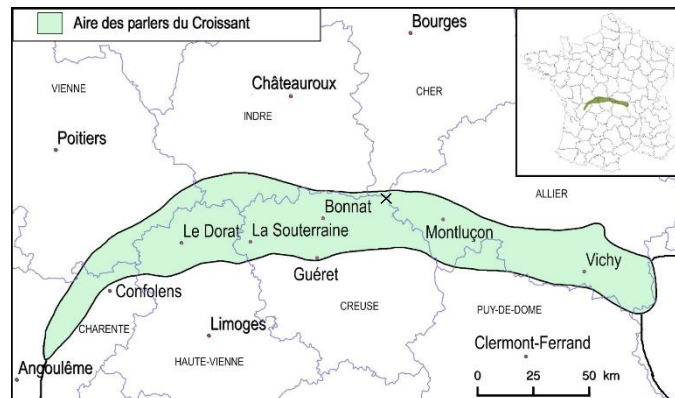 Aire des parlers du Croissant
Bourges
VIENNE
Châteauroux
CHER
INDRE
Poitiers
ALLIER
Bonnat
Le Dorat
La Souterraine
Montluçon
Guéret
Vichy
Confolens
CREUSE
PUY-DE-DOME
CHARENTE
Limoges
Clermont-Ferrand
HAUTE-VIENNE
Angoulême
0 25 50 km